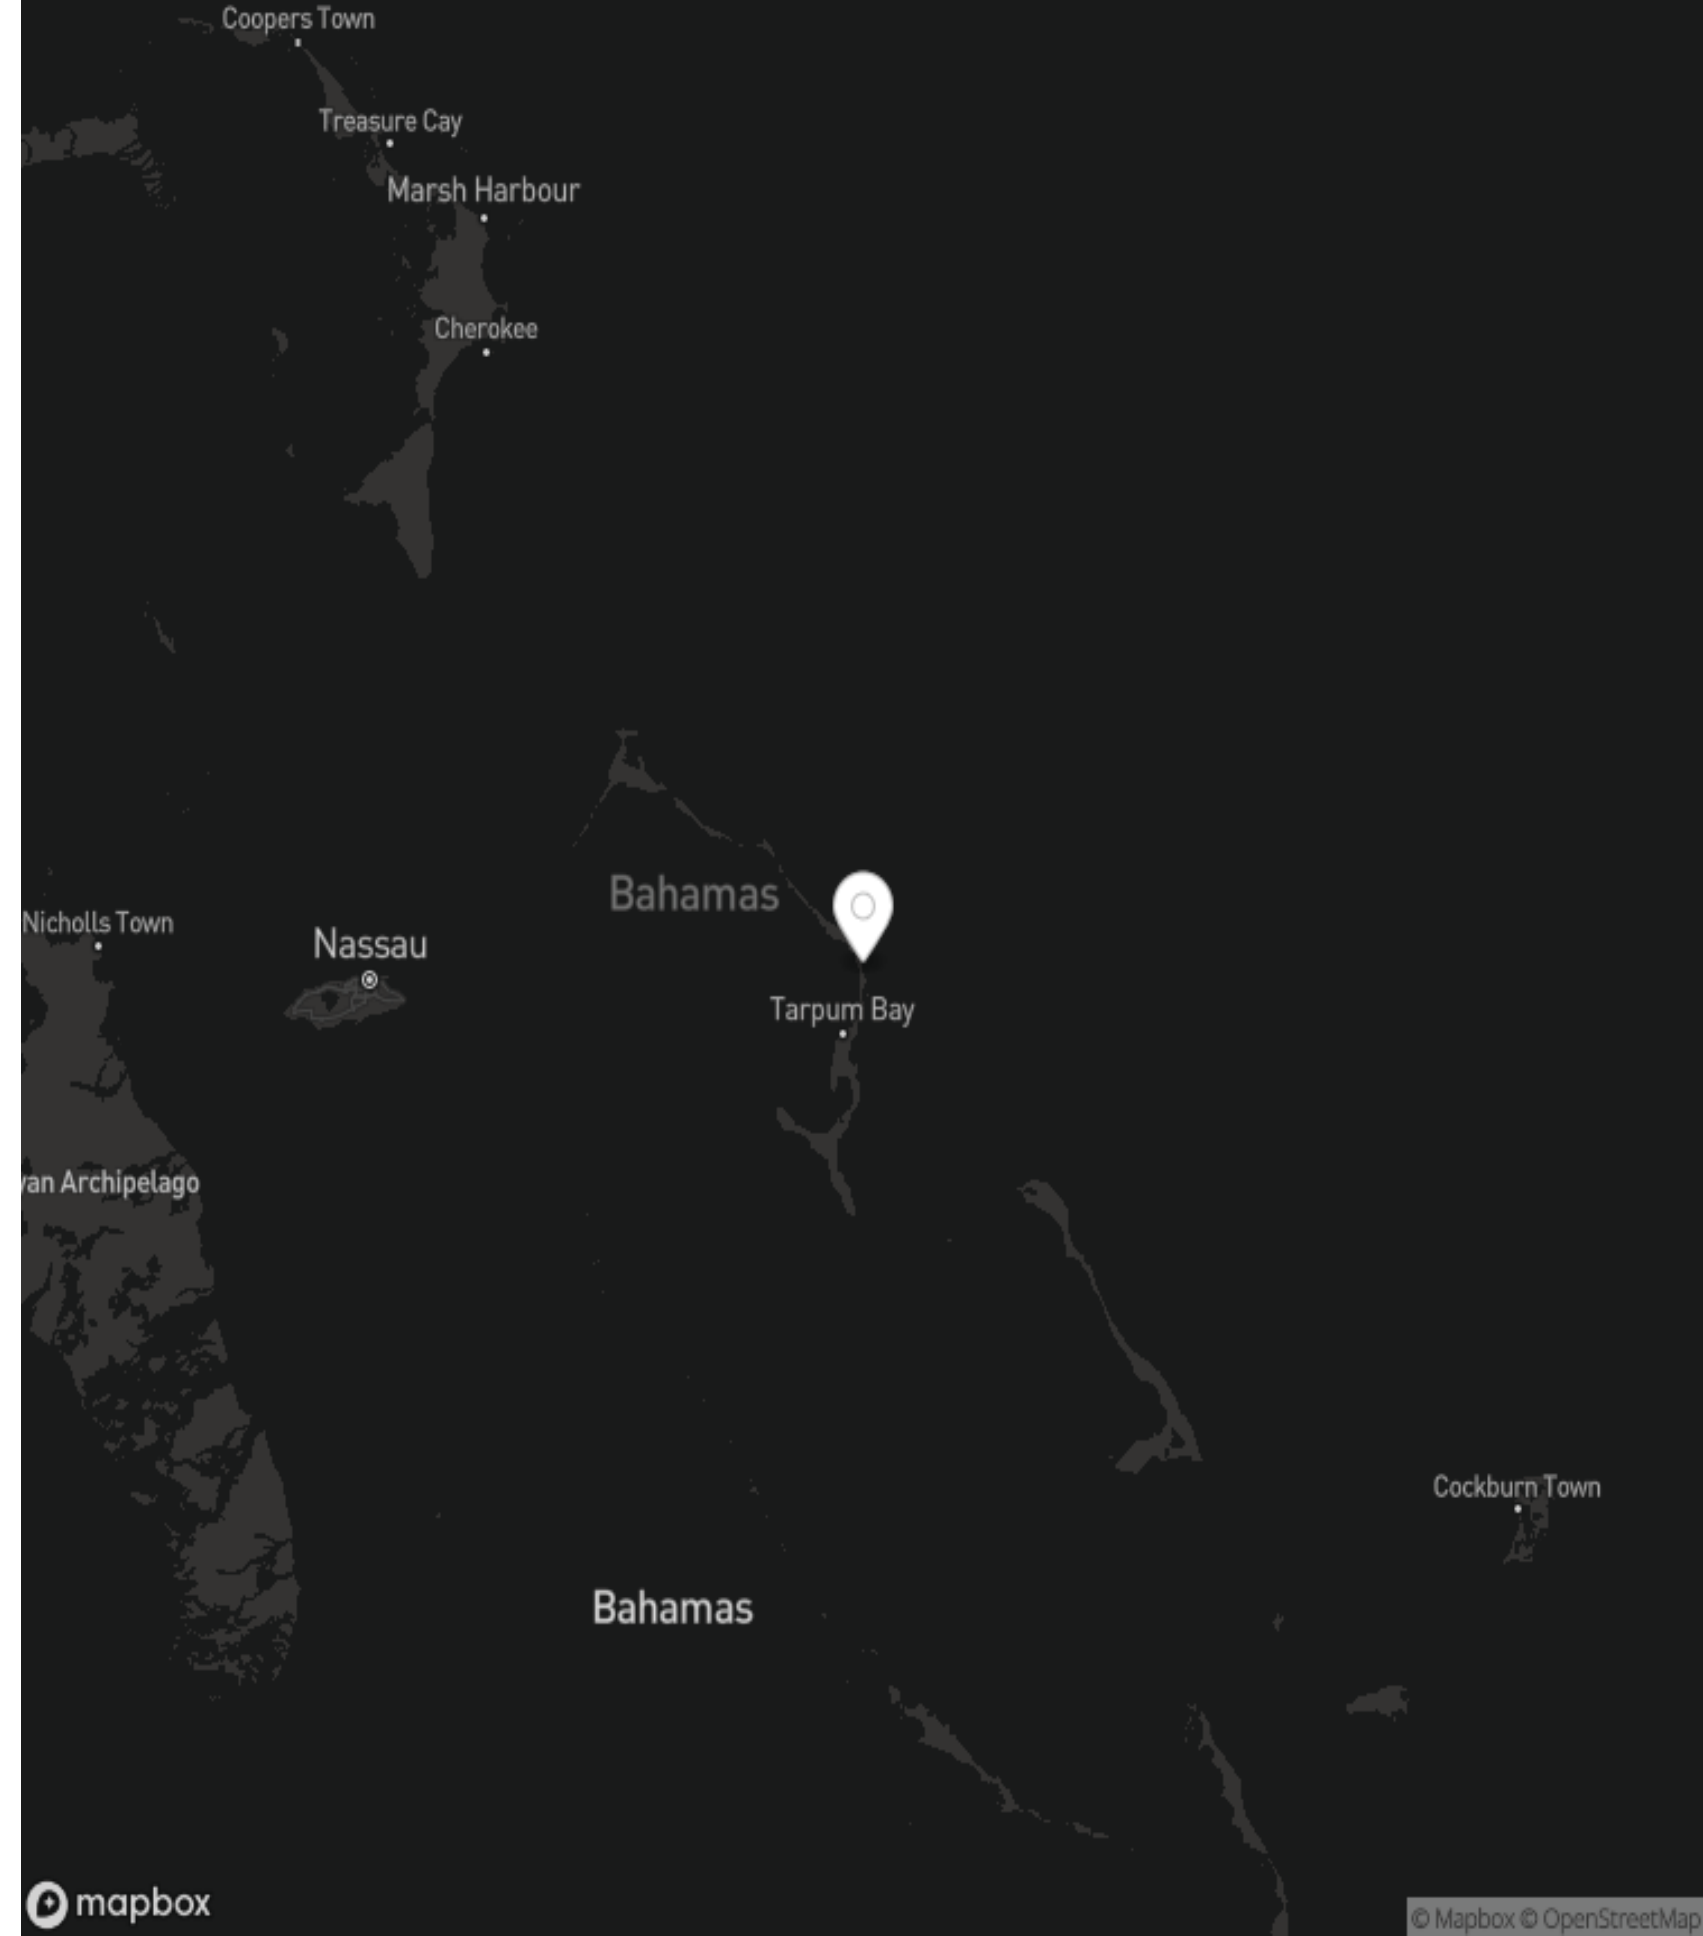 Coopers Town
Treasure Cay
Marsh Harbour
Cherokee
Bahamas
Nicholls Town
Nassau
Tarpum Bay
yan Archipelago
Cockburn Town
Bahamas
mapbox
© Mapbox © OpenStreetMap